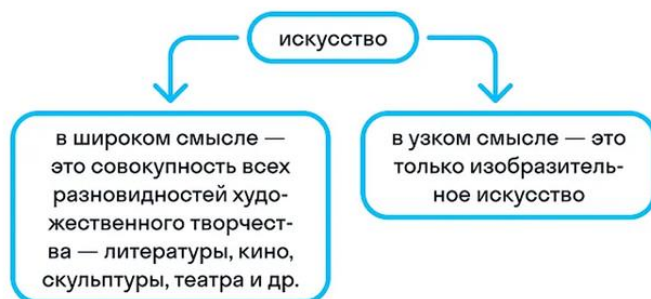 искусство
в широком смысле —
это совокупность всех
разновидностей худо-
жественного творчест-
ва — литературы, кино,
скульптуры, театра и др.
в узком смысле — это
только изобразитель-
ное искусство